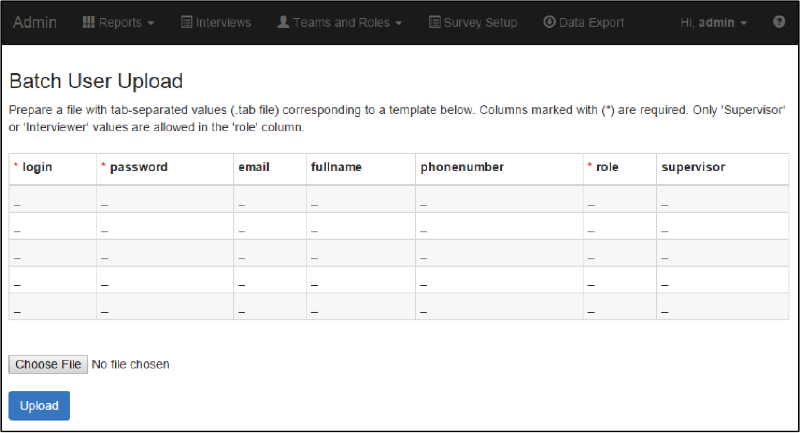 Admin Reports Interviews Teams and Roles Survey Setup Data Export Hi, admin ?
Batch User Upload
Prepare a file with tab-separated values (.tab file) corresponding to a template below. Columns marked with (*) are required. Only 'Supervisor'
or 'Interviewer' values are allowed in the 'role' column.
* login * password email fullname phonenumber * role supervisor
_ _ _ _ _ _ _
_ _ _ _ _ _ _
_ _ _ _ _ _ _
_ _ _ _ _ _ _
_ _ _ _ _ _ _
Choose File No file chosen
Upload